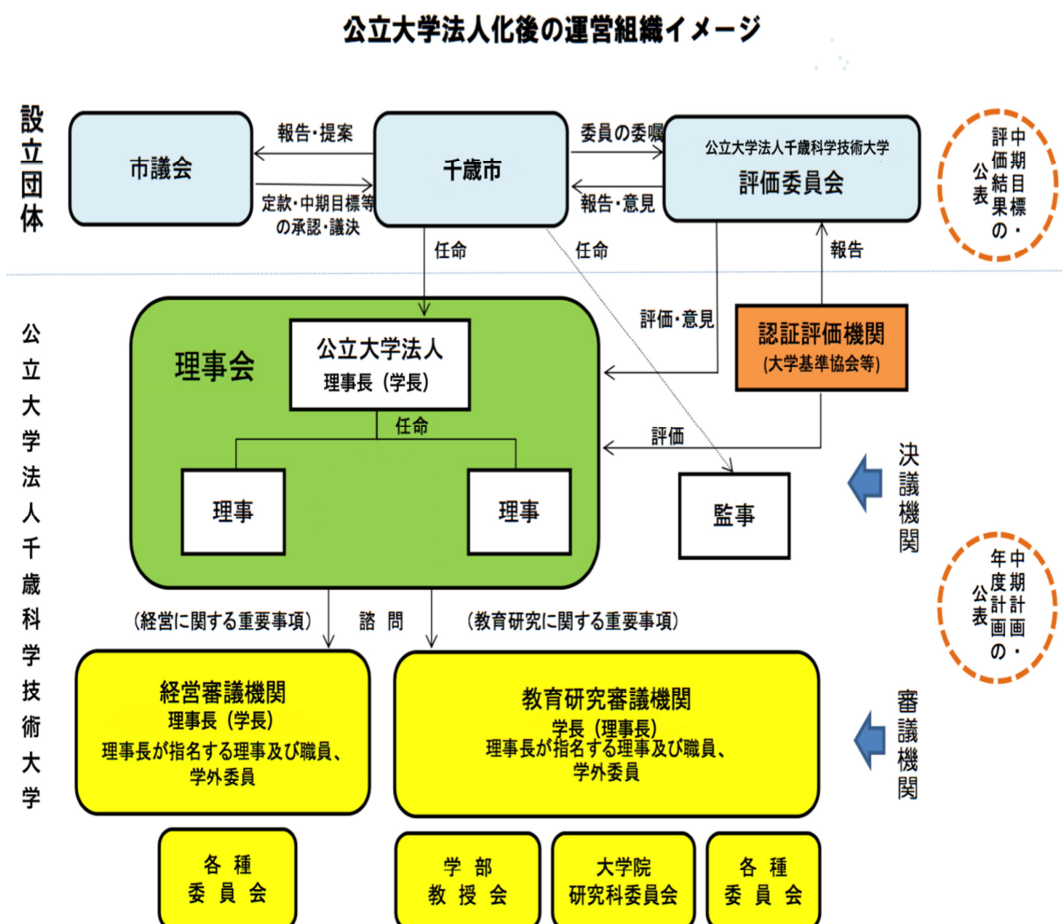 公立大学法人化後の運営組織イメージ
設立団体
市議会
報告・提案
定款・中期目標等
の承認・議決
千歳市
委員の委嘱
報告・意見
公立大学法人千歳科学技術大学
評価委員会
中期目標・
評価結果の
公表
任命
任命
報告
公立大学法人千歳科学技術大学
理事会
公立大学法人
理事長（学長）
任命
理事
理事
評価・意見
認証評価機関
(大学基準協会等)
評価
監事
決議機関
中期計画・
年度計画の
公表
（経営に関する重要事項）
諮 問
（教育研究に関する重要事項）
経営審議機関
理事長（学長）
理事長が指名する理事及び職員、
学外委員
教育研究審議機関
学長（理事長）
理事長が指名する理事及び職員、
学外委員
審議機関
各 種
委 員 会
学 部
教 授 会
大学院
研究科委員会
各 種
委 員 会